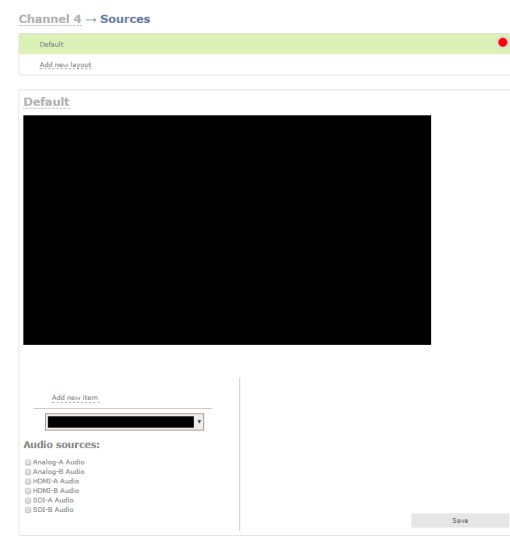 Channel 4 → Sources
Default
Add new layout
Default
Add new item
Audio sources:
Analog-A Audio
Analog-B Audio
HDMI-A Audio
HDMI-B Audio
SDI-A Audio
SDI-B Audio
Save